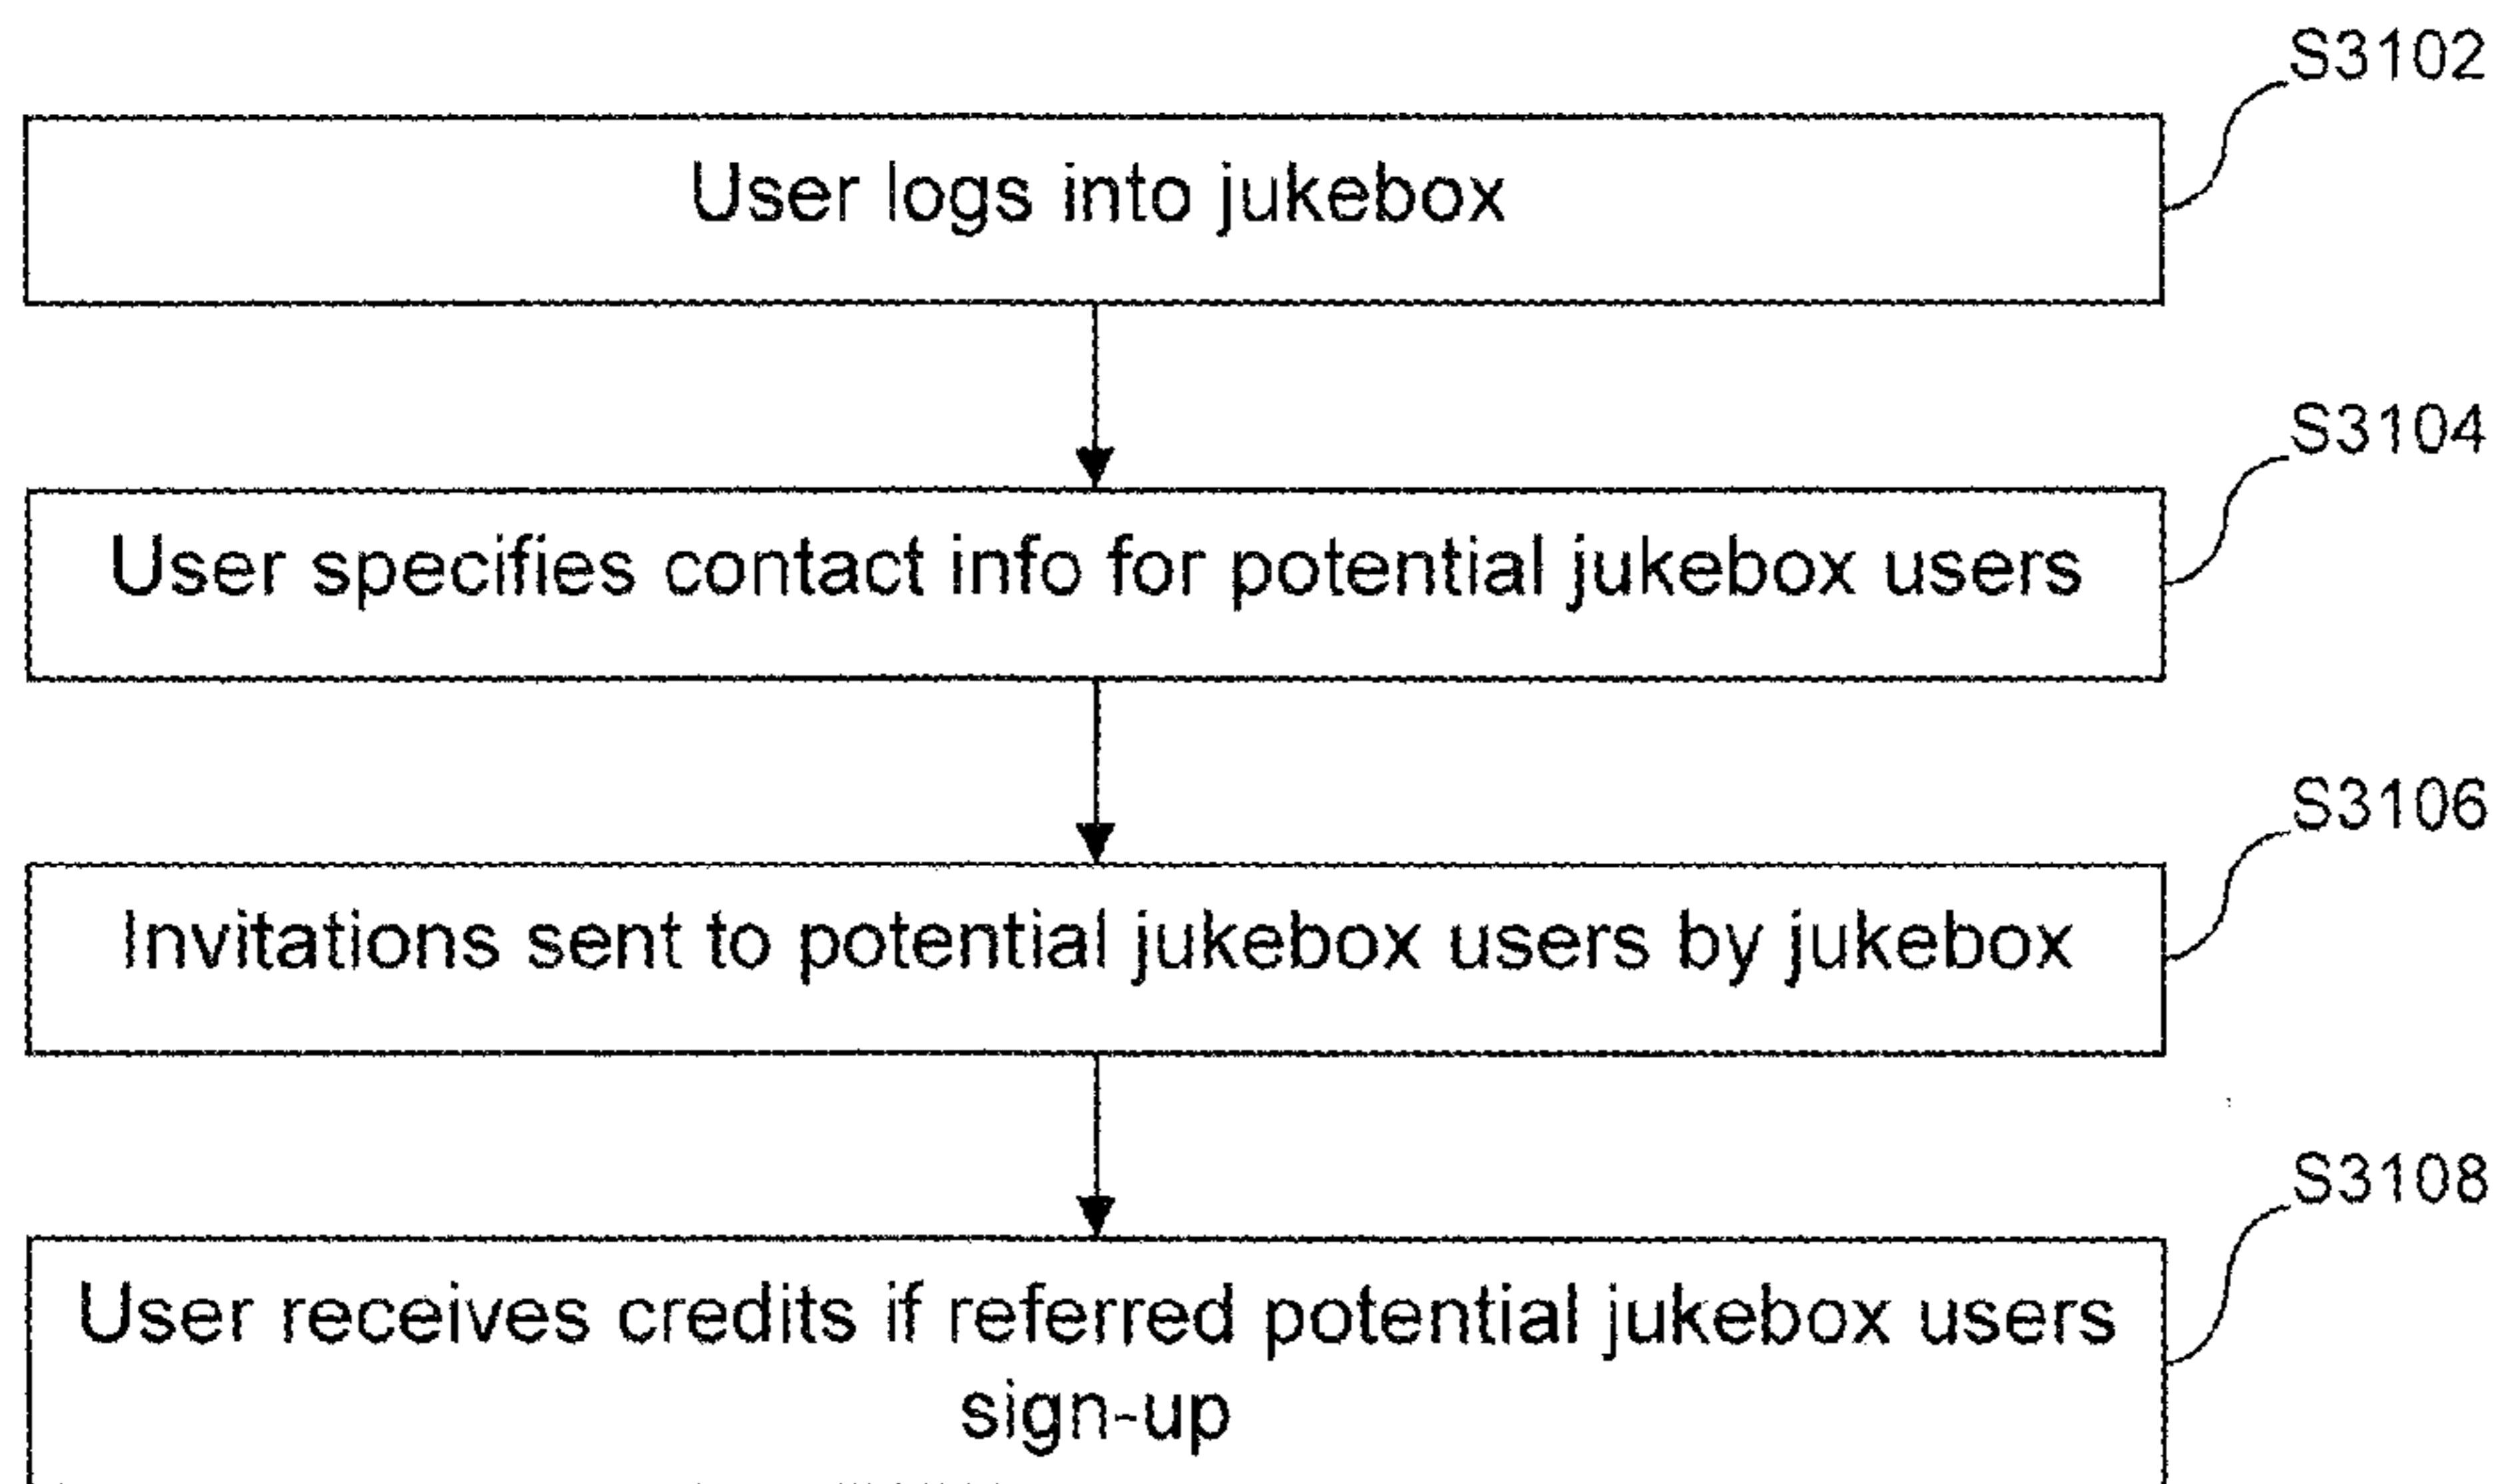 S3102
User logs into jukebox
S3104
User specifies contact info for potential jukebox users
S3106
Invitations sent to potential jukebox users by jukebox
S3108
User receives credits if referred potential jukebox users
sign-up